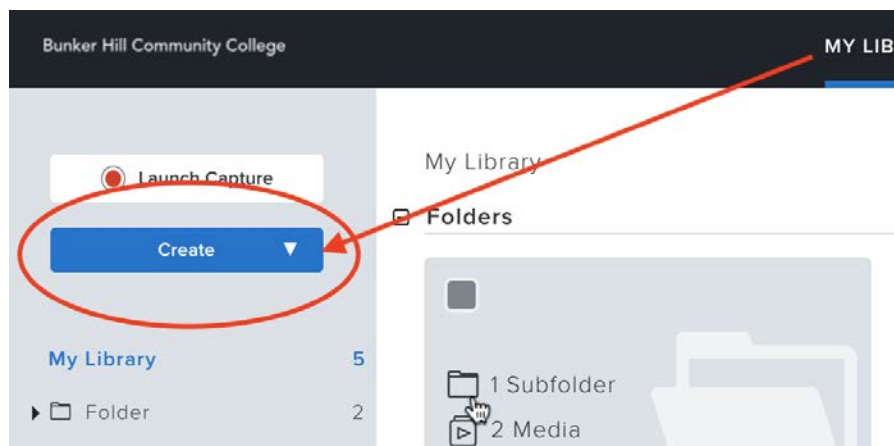 Bunker Hill Community College
MY LIB
Launch Capture
Create
My Library
Folders
My Library 5
Folder 2
1 Subfolder
2 Media